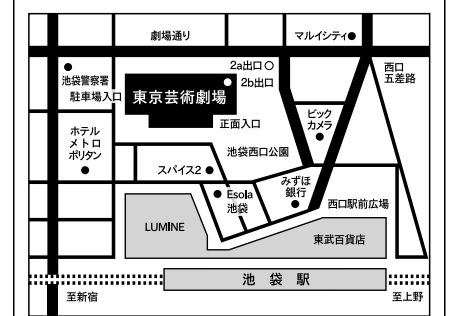 劇場通り
マルイシティ
2a出口
2b出口
西口
五差路
池袋警察署
駐車場入口
東京芸術劇場
正面入口
ビック
カメラ
ホテル
メトロ
ポリタン
池袋西口公園
スパイス2
みずほ
銀行
Esola
池袋
西口駅前広場
LUMINE
東武百貨店
池袋駅
至新宿
至上野